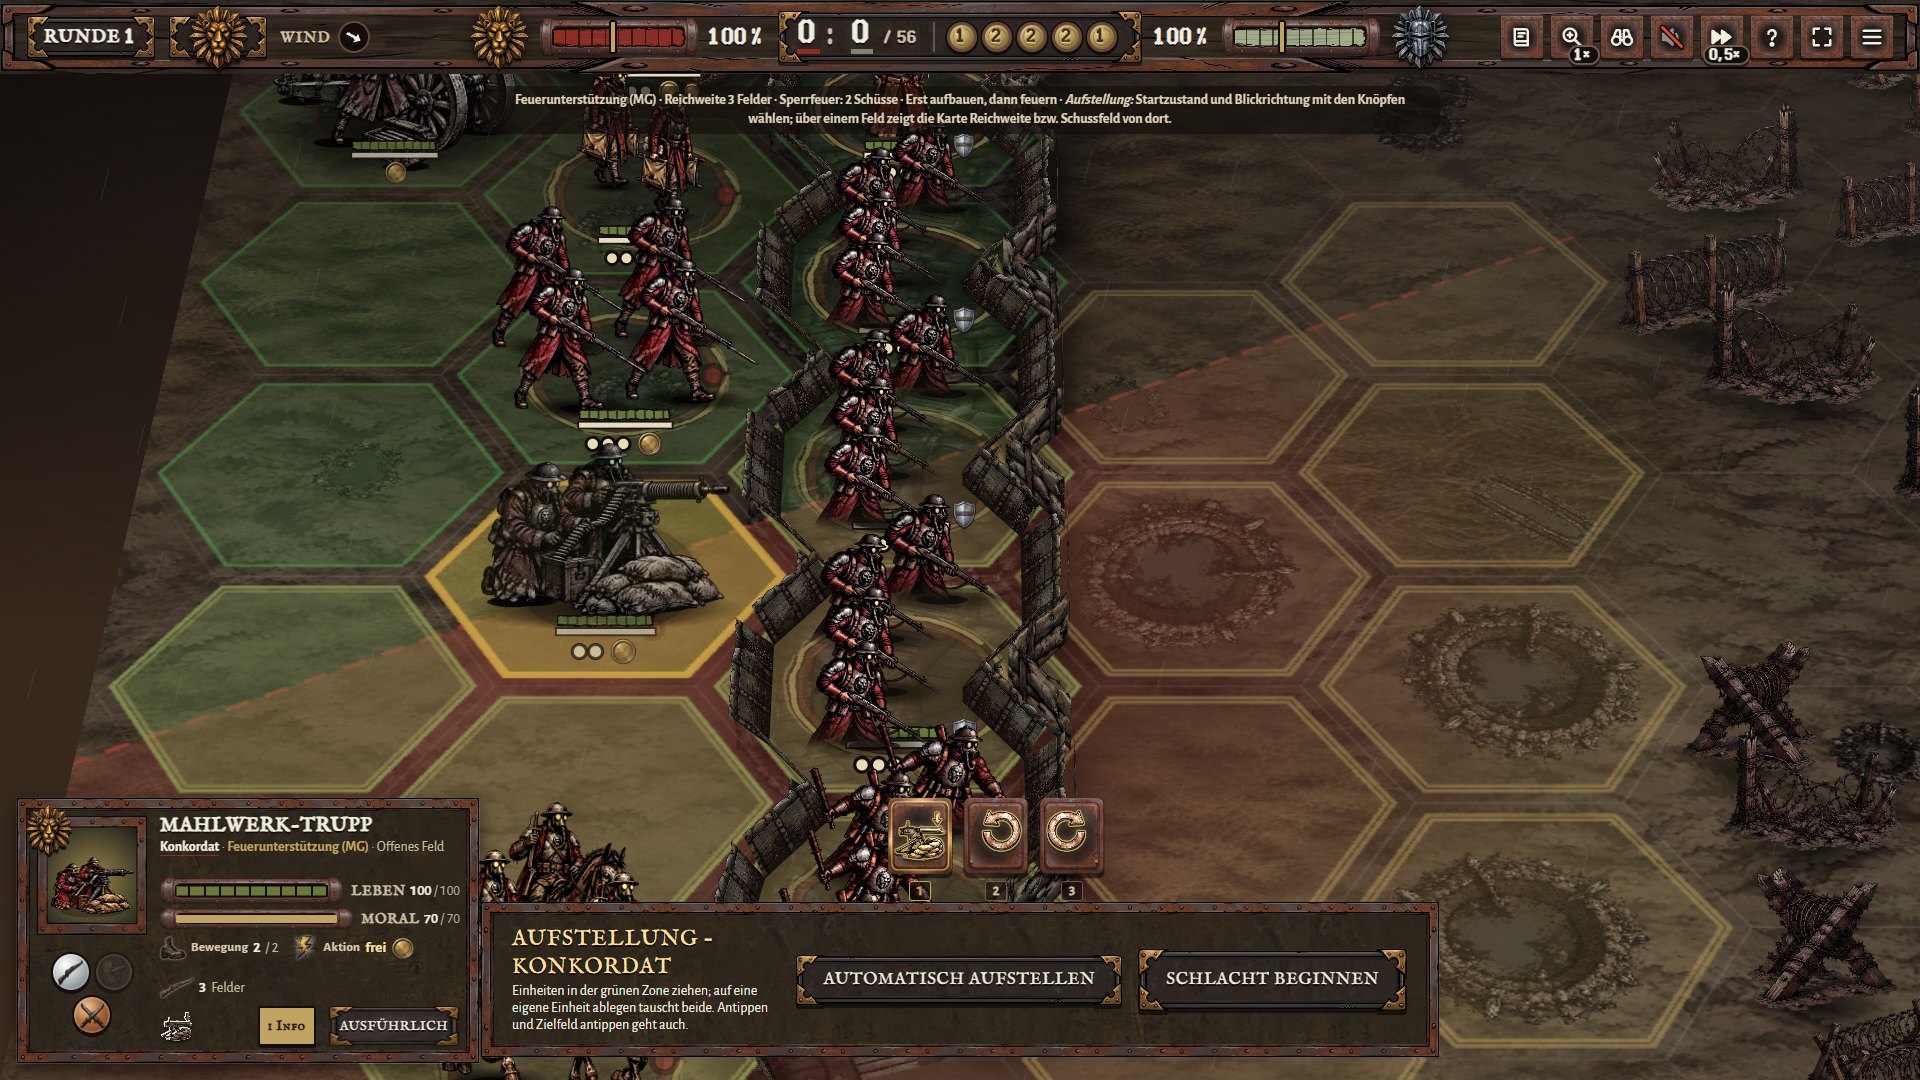 RUNDE 1
WIND
100%
0 : 0 / 56
1 2 2 2 1
100%
1×
0,5×
?
Feuerunterstützung (MG) · Reichweite 3 Felder · Sperrfeuer: 2 Schüsse · Erst aufbauen, dann feuern · Aufstellung: Startzustand und Blickrichtung mit den Knöpfen
wählen; über einem Feld zeigt die Karte Reichweite bzw. Schussfeld von dort.
MAHLWERK-TRUPP
Konkordat · Feuerunterstützung (MG) · Offenes Feld
LEBEN 100/100
MORAL 70/70
Bewegung 2/2 Aktion frei
3 Felder
1 INFO
AUSFÜHRLICH
1 2 3
AUFSTELLUNG –
KONKORDAT
Einheiten in der grünen Zone ziehen; auf eine
eigene Einheit ablegen tauscht beide. Antippen
und Zielfeld antippen geht auch.
AUTOMATISCH AUFSTELLEN
SCHLACHT BEGINNEN